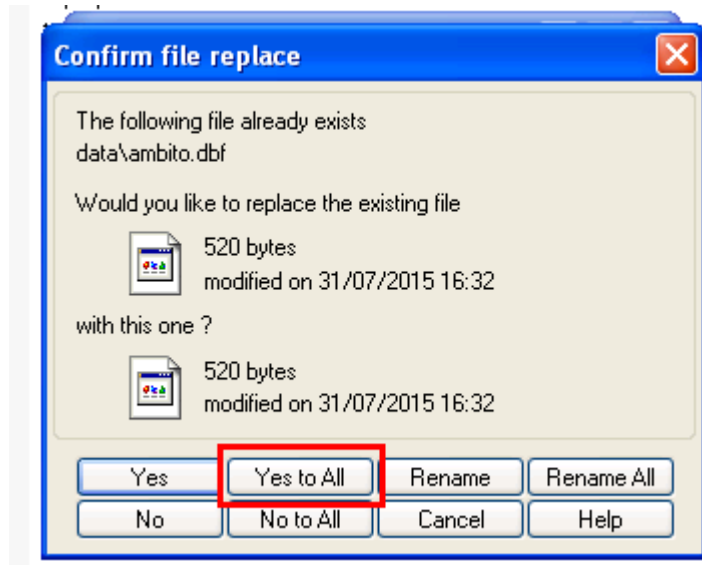 Confirm file replace
The following file already exists
data\ambito.dbf
Would you like to replace the existing file
520 bytes
modified on 31/07/2015 16:32
with this one ?
520 bytes
modified on 31/07/2015 16:32
Yes Yes to All Rename Rename All
No No to All Cancel Help